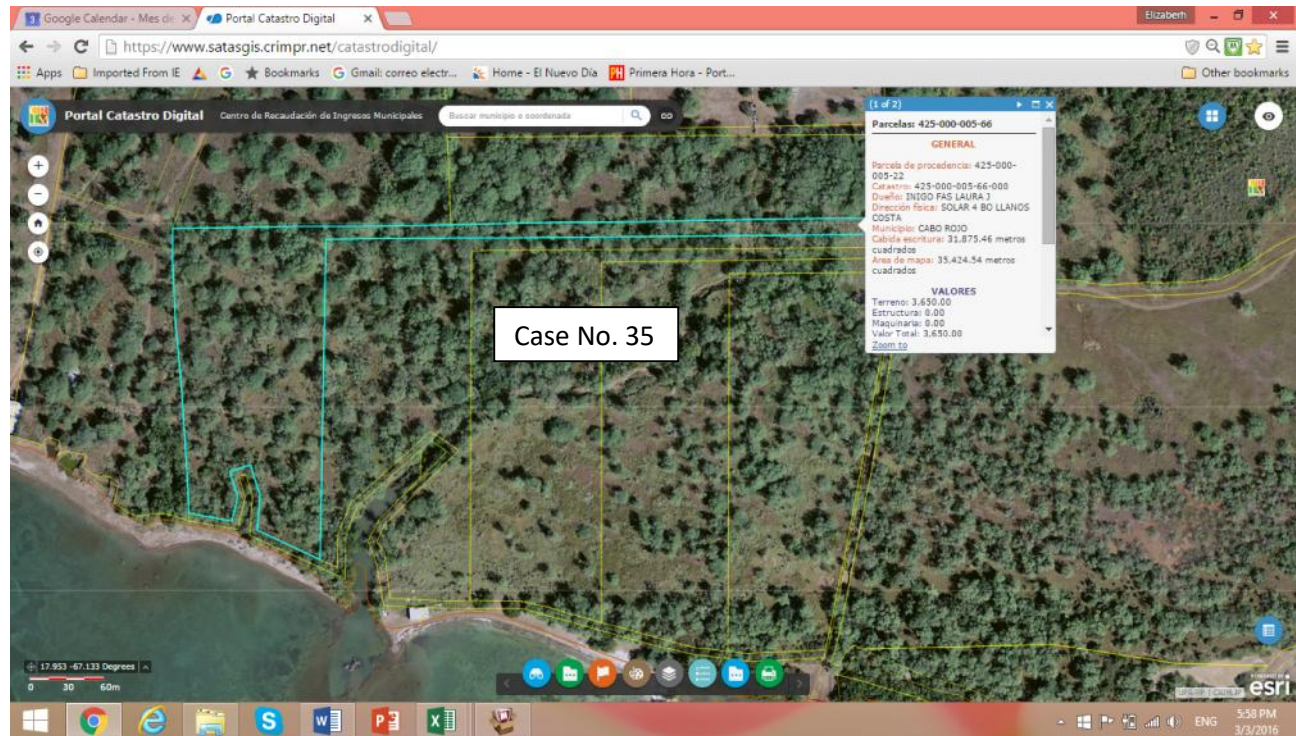 Google Calendar - Mes de
Portal Catastro Digital
Elizaberh
https://www.satasgis.crimpr.net/catastrodigital/
Apps
Imported From IE
Bookmarks
Gmail: correo electr...
Home - El Nuevo Día
PH
Primera Hora - Port...
Other bookmarks
Portal Catastro Digital
Centro de Recaudación de Ingresos Municipales
Buscar municipio o coordenada
(1 of 2)
Parcelas: 425-000-005-66
GENERAL
Parcela de procedencia: 425-000-
005-22
Catastro: 425-000-005-66-000
Dueño: INIGO FAS LAURA J
Dirección física: SOLAR 4 BO LLANOS
COSTA
Municipio: CABO ROJO
Cabida escritura: 31,875.46 metros
cuadrados
Area de mapa: 35,424.54 metros
cuadrados
VALORES
Terreno: 3,650.00
Estructura: 0.00
Maquinaria: 0.00
Valor Total: 3,650.00
Zoom to
Case No. 35
17.953 -67.133 Degrees
0 30 60m
POWERED BY
esri
ENG
5:58 PM
3/3/2016